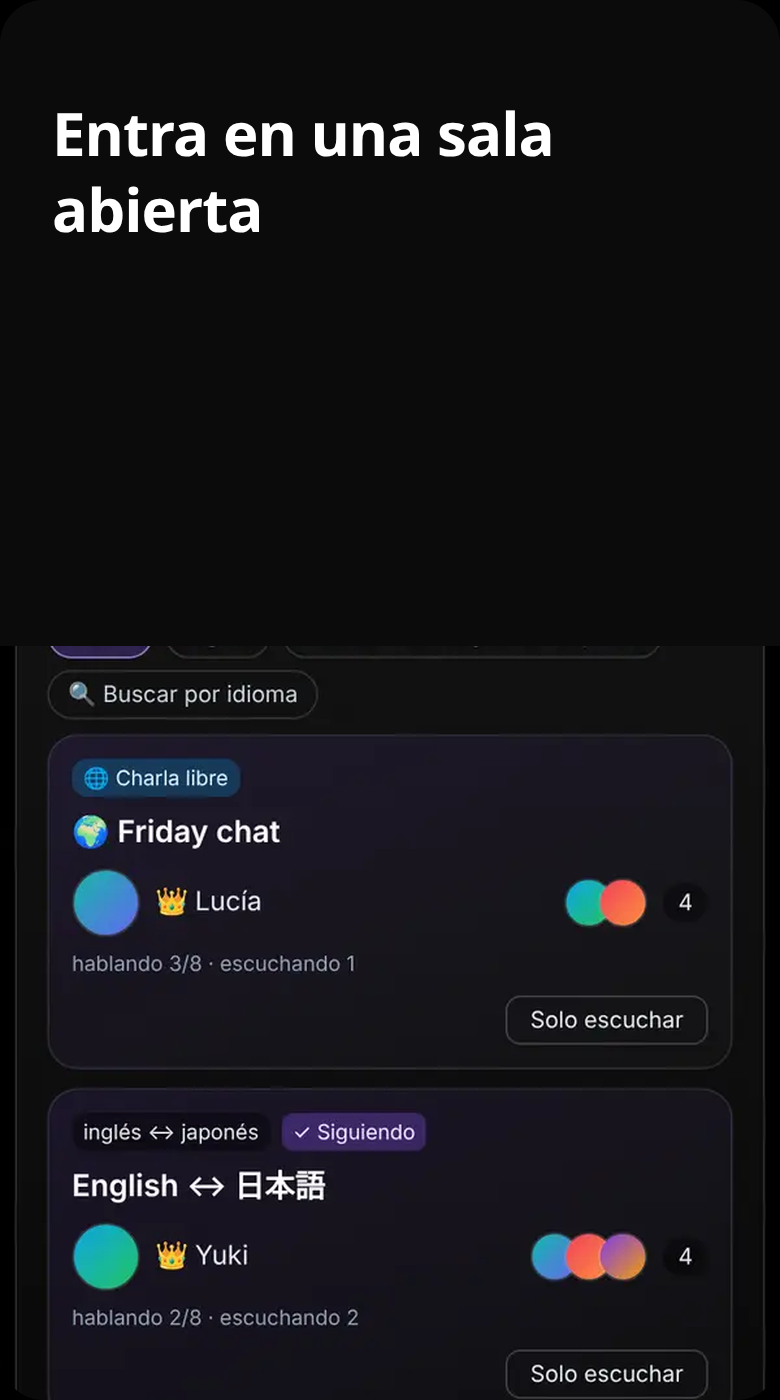 Entra en una sala
abierta
🔍 Buscar por idioma
🌐 Charla libre
🌍 Friday chat
👑 Lucía
4
hablando 3/8 · escuchando 1
Solo escuchar
inglés ↔ japonés ✓ Siguiendo
English ↔ 日本語
👑 Yuki
4
hablando 2/8 · escuchando 2
Solo escuchar